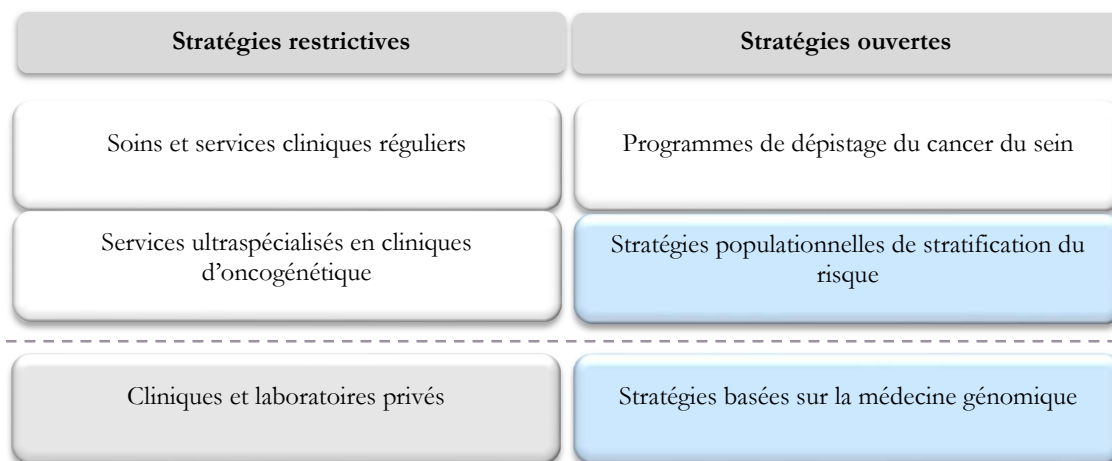 Stratégies restrictives
Stratégies ouvertes
Soins et services cliniques réguliers
Programmes de dépistage du cancer du sein
Services ultraspécialisés en cliniques
d’oncogénétique
Stratégies populationnelles de stratification du
risque
Cliniques et laboratoires privés
Stratégies basées sur la médecine génomique